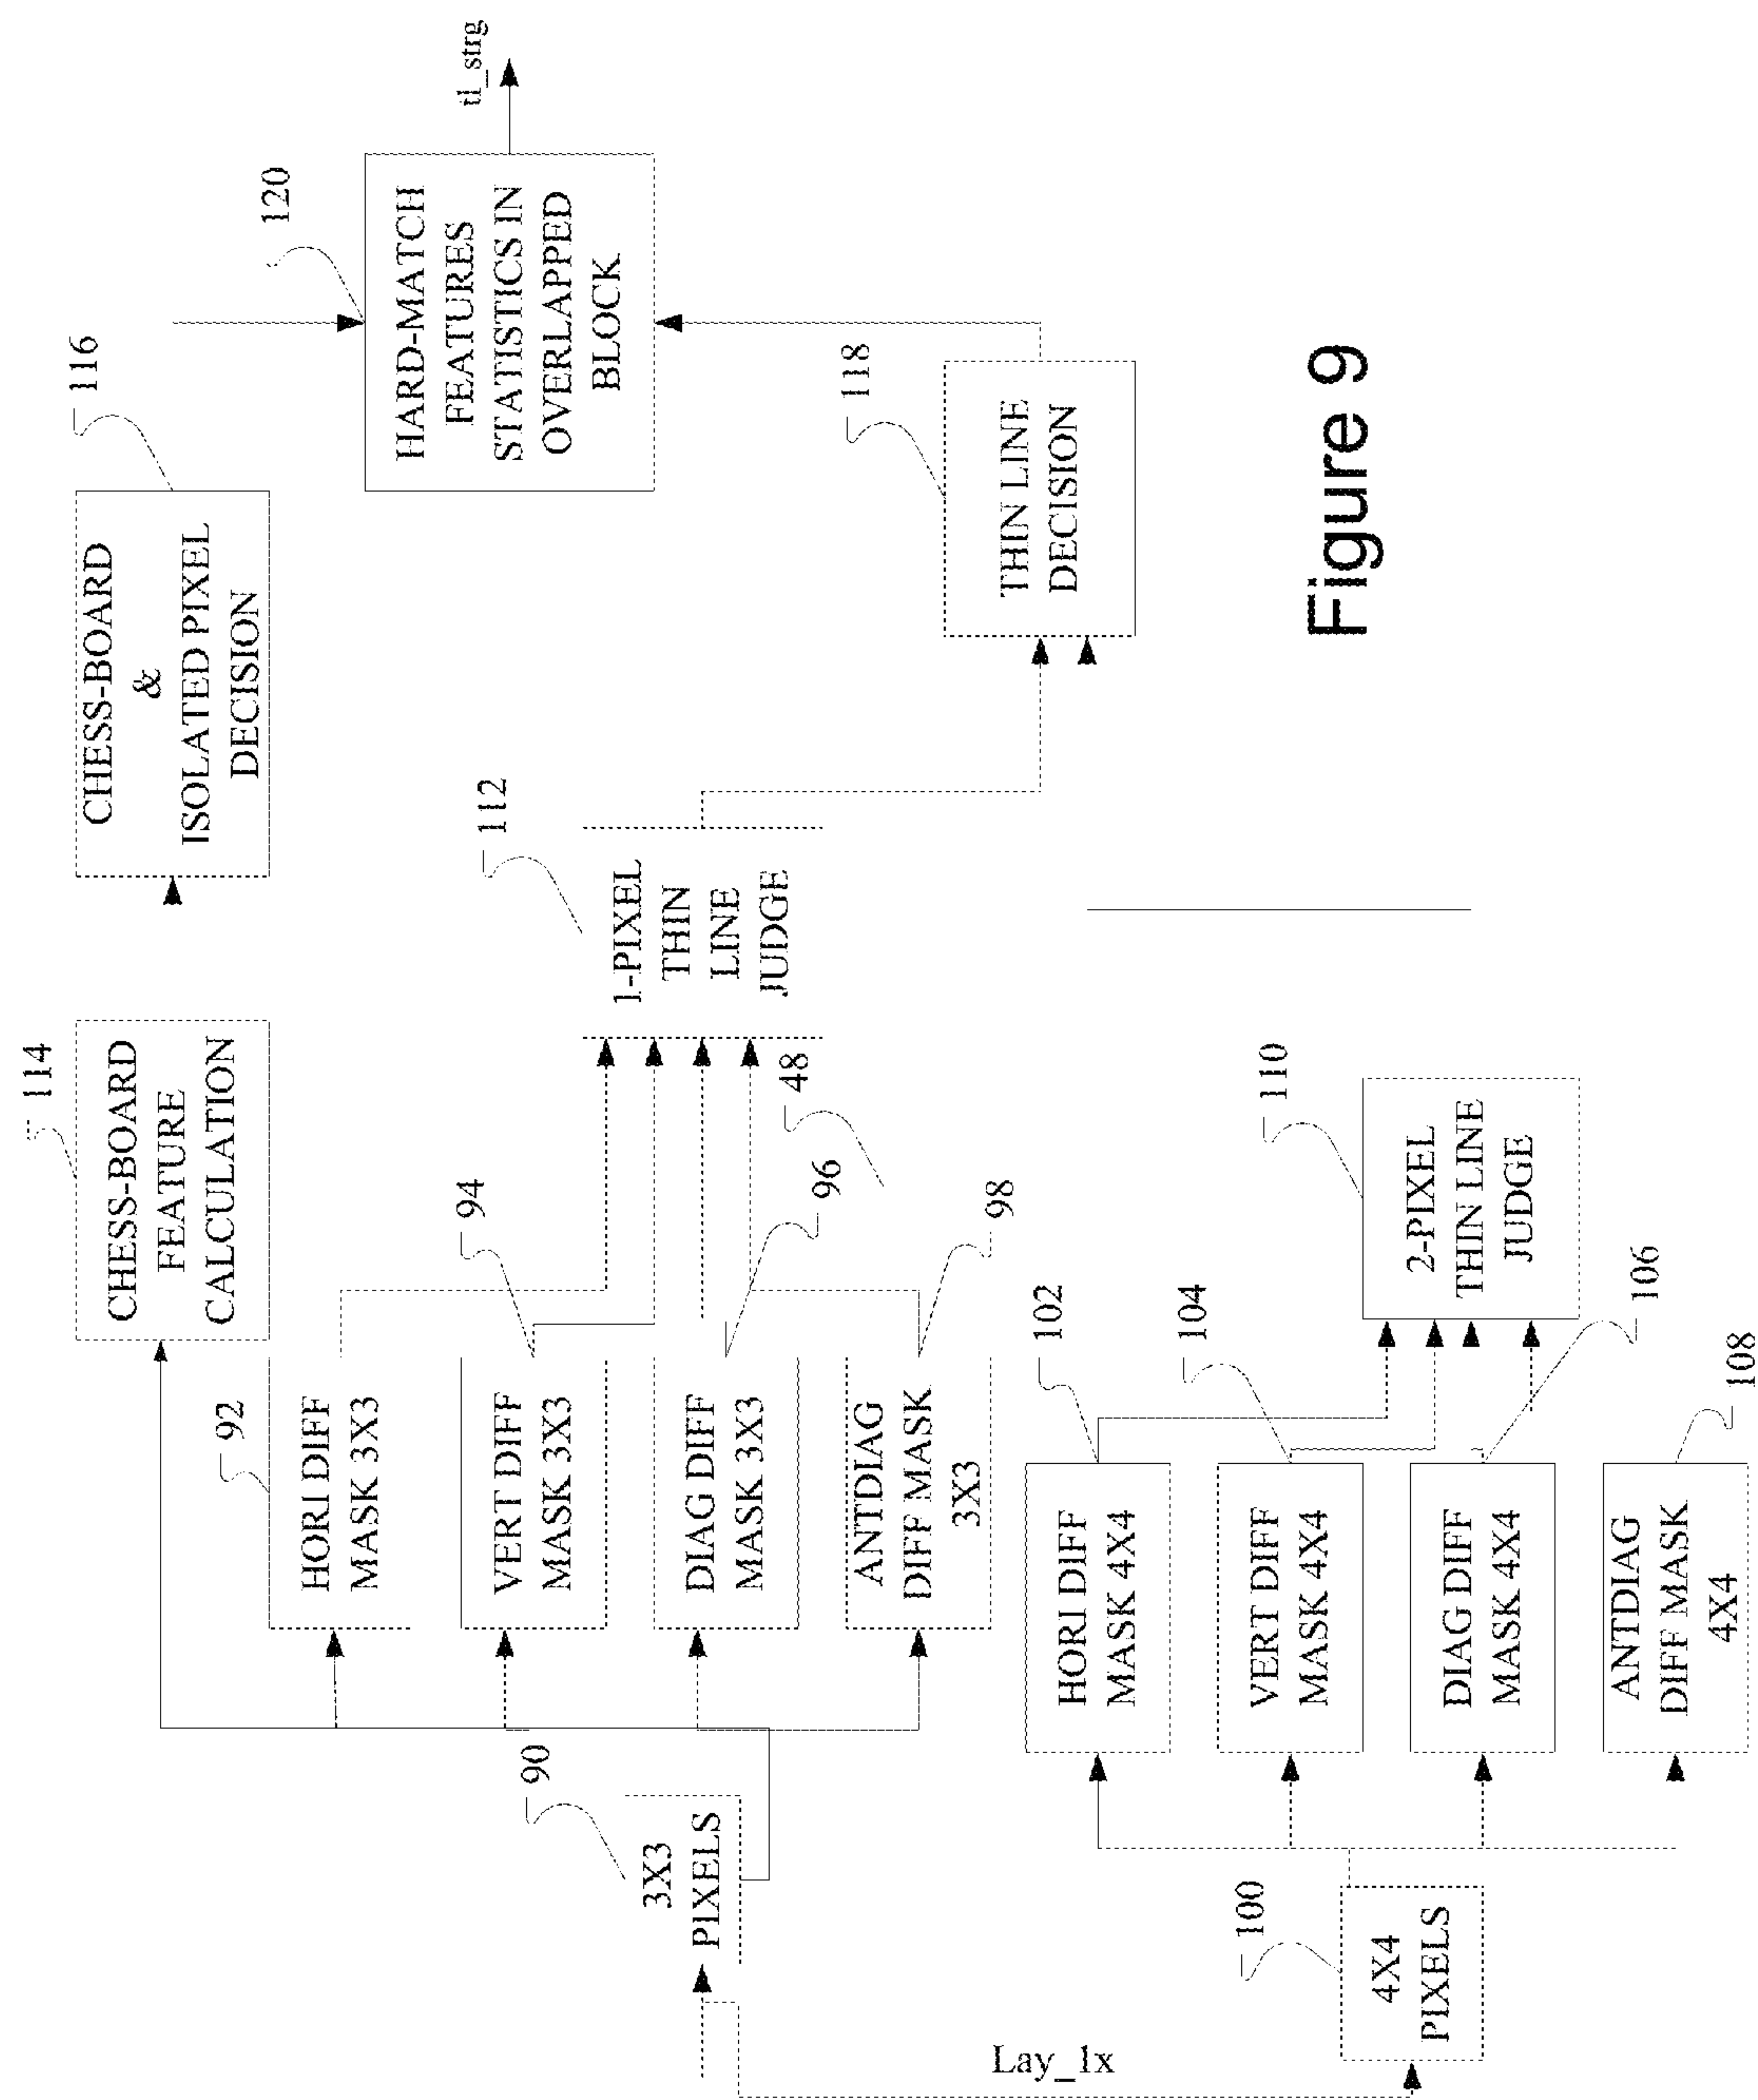 tl_strg
120
HARD-MATCH
FEATURES
STATISTICS IN
OVERLAPPED
BLOCK
116
CHESS-BOARD
&
ISOLATED PIXEL
DECISION
118
THIN LINE
DECISION
112
1-PIXEL
THIN
LINE
JUDGE
114
CHESS-BOARD
FEATURE
CALCULATION
48
92
HORI DIFF
MASK 3X3
94
VERT DIFF
MASK 3X3
96
DIAG DIFF
MASK 3X3
98
ANTDIAG
DIFF MASK
3X3
90
3X3
PIXELS
110
2-PIXEL
THIN LINE
JUDGE
102
HORI DIFF
MASK 4X4
104
VERT DIFF
MASK 4X4
106
DIAG DIFF
MASK 4X4
108
ANTDIAG
DIFF MASK
4X4
100
4X4
PIXELS
Lay_1x
Figure 9